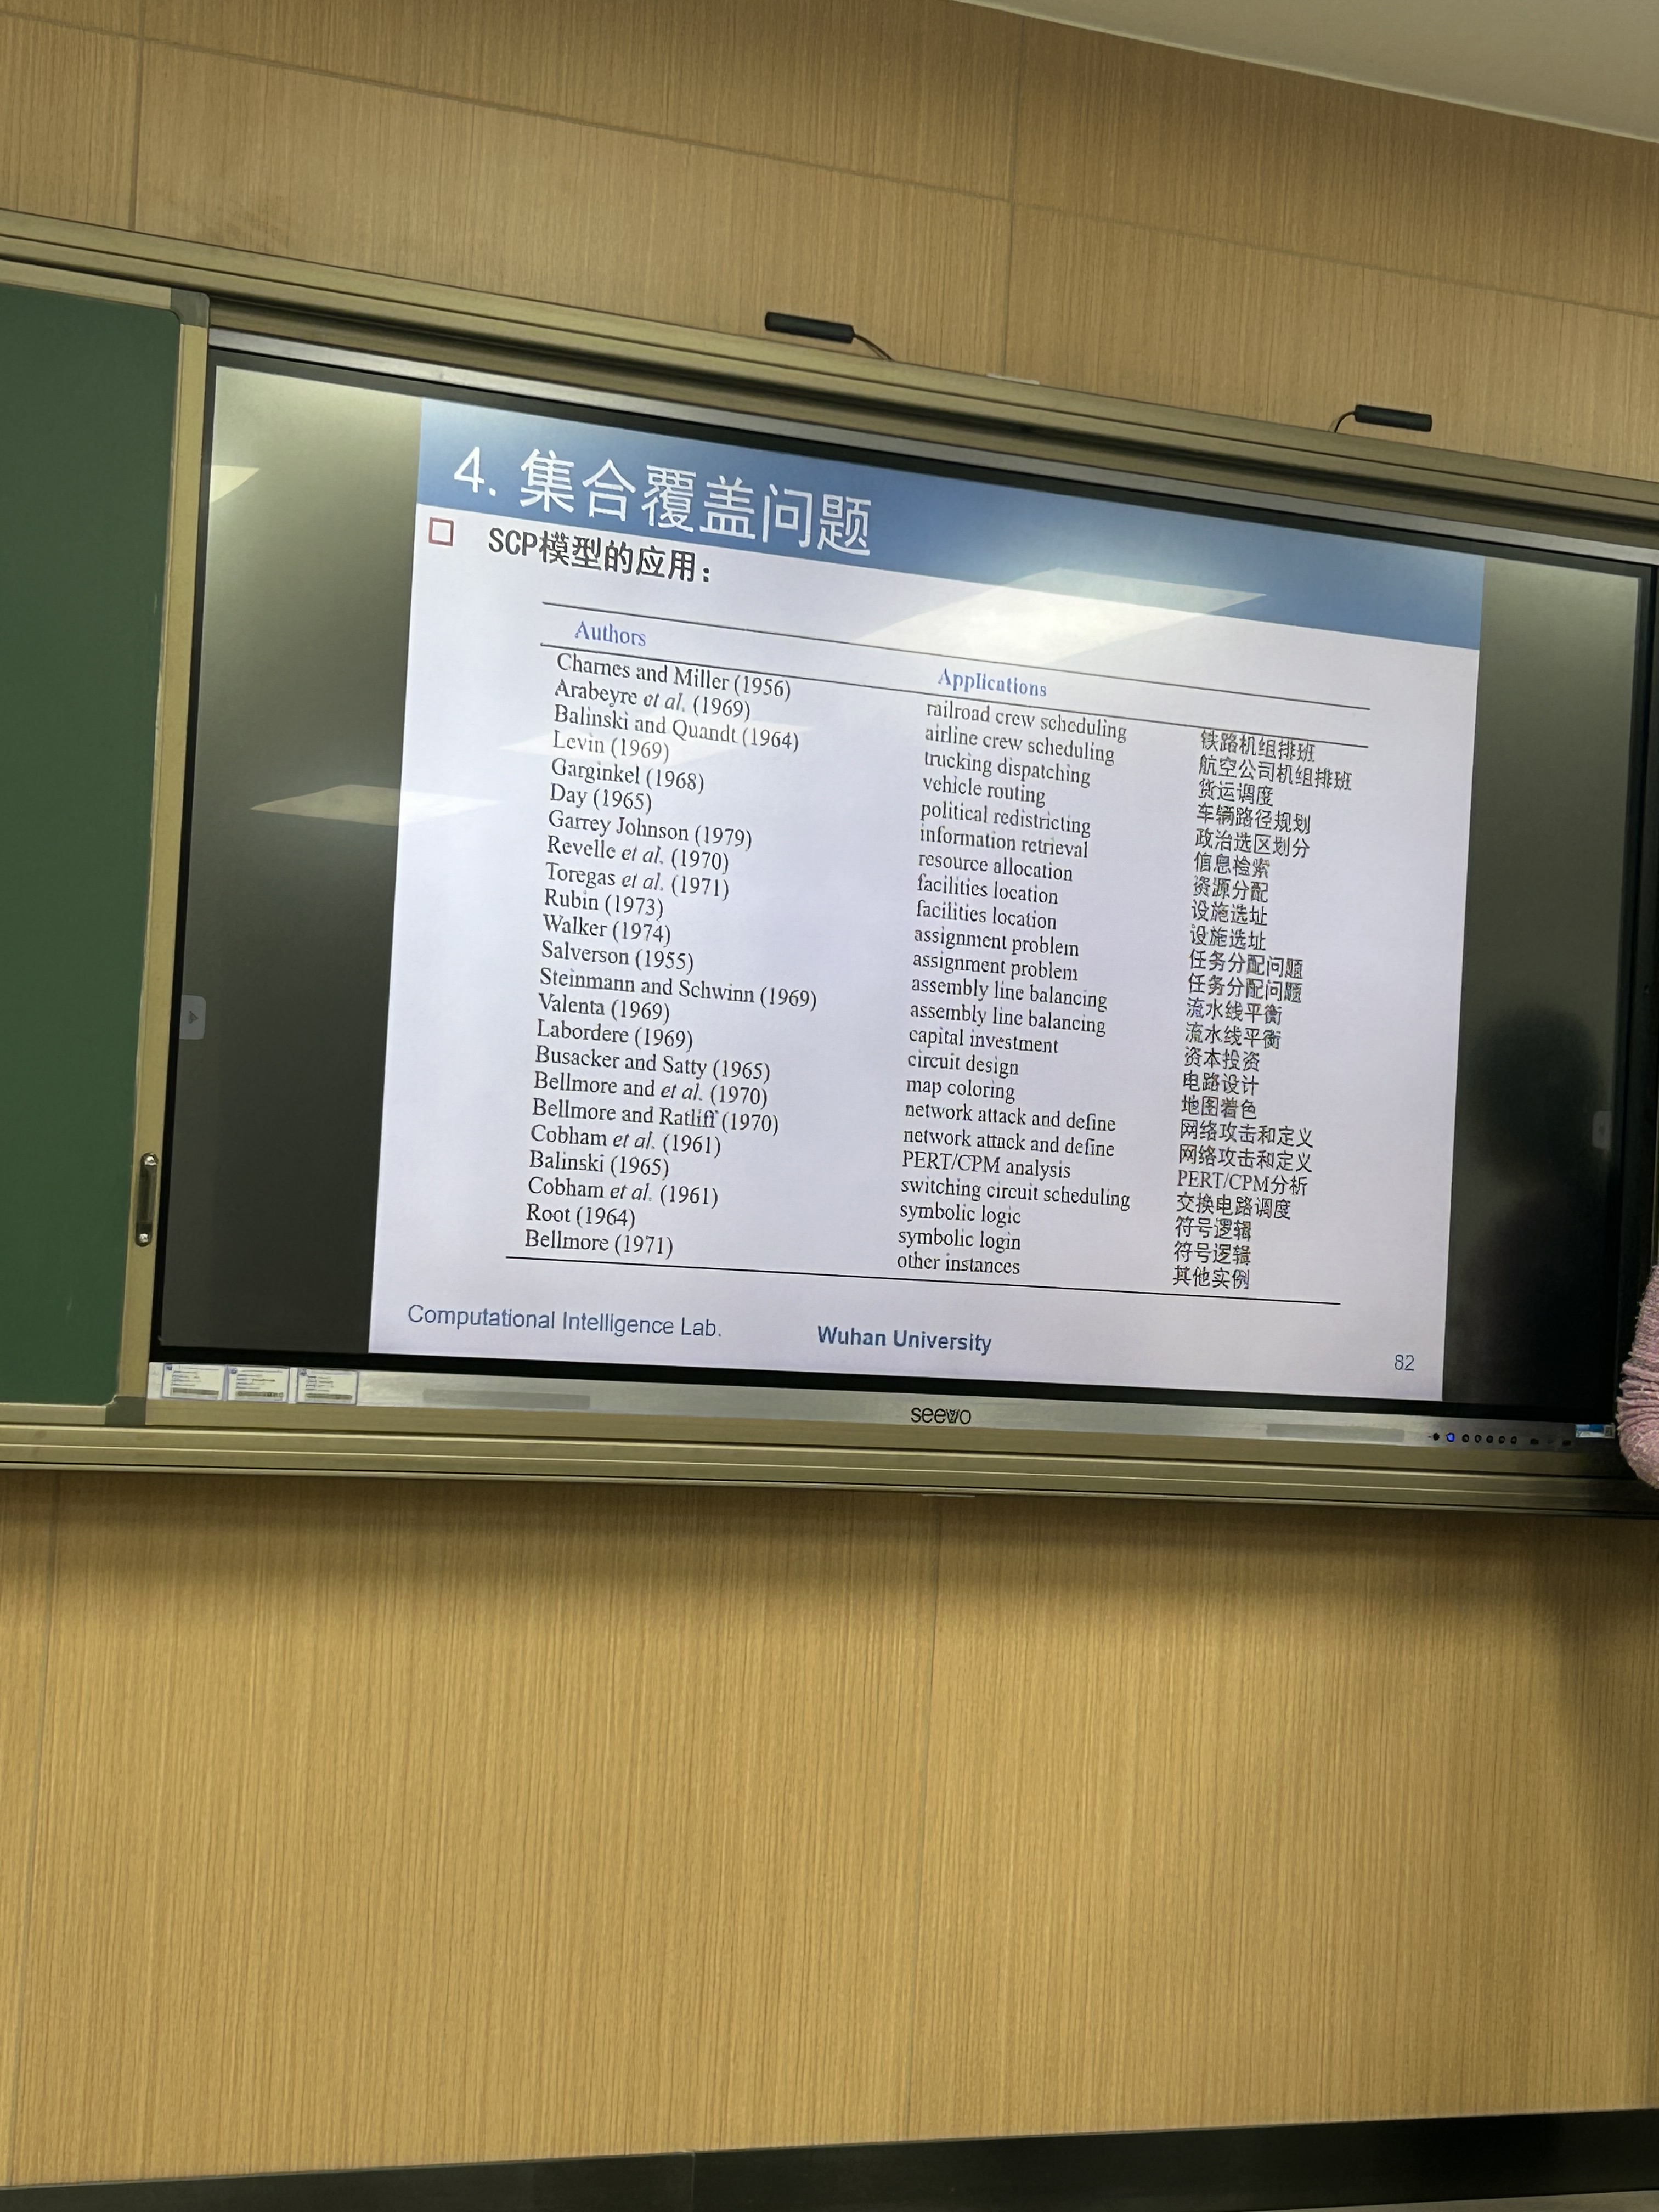 4. 集合覆盖问题
SCP模型的应用：
Authors Applications
Charnes and Miller (1956) railroad crew scheduling 铁路机组排班
Arabeyre et al. (1969) airline crew scheduling 航空公司机组排班
Balinski and Quandt (1964) trucking dispatching 货运调度
Levin (1969) vehicle routing 车辆路径规划
Garginkel (1968) political redistricting 政治选区划分
Day (1965) information retrieval 信息检索
Garrey Johnson (1979) resource allocation 资源分配
Revelle et al. (1970) facilities location 设施选址
Toregas et al. (1971) facilities location 设施选址
Rubin (1973) assignment problem 任务分配问题
Walker (1974) assignment problem 任务分配问题
Salverson (1955) assembly line balancing 流水线平衡
Steinmann and Schwinn (1969) assembly line balancing 流水线平衡
Valenta (1969) capital investment 资本投资
Labordere (1969) circuit design 电路设计
Busacker and Satty (1965) map coloring 地图着色
Bellmore and et al. (1970) network attack and define 网络攻击和定义
Bellmore and Ratliff (1970) network attack and define 网络攻击和定义
Cobham et al. (1961) PERT/CPM analysis PERT/CPM分析
Balinski (1965) switching circuit scheduling 交换电路调度
Cobham et al. (1961) symbolic logic 符号逻辑
Root (1964) symbolic login 符号逻辑
Bellmore (1971) other instances 其他实例
Computational Intelligence Lab. Wuhan University 82
seewo